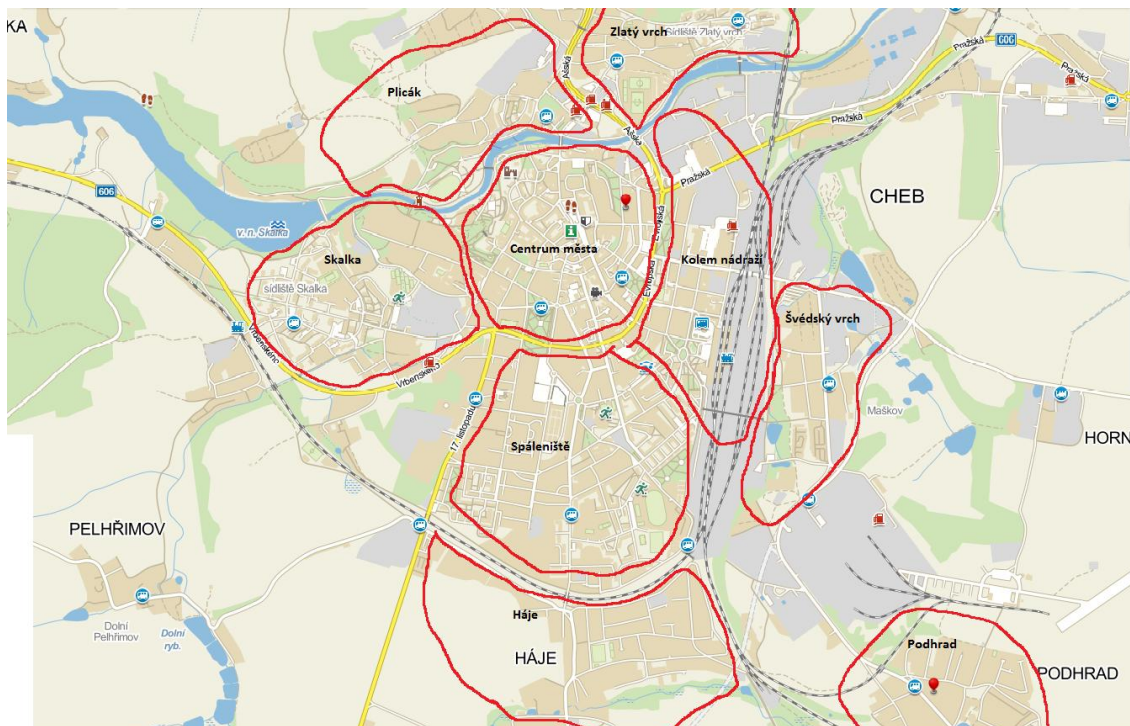 KA
Zlatý vrch
Sídliště Zlatý vrch
Ašská
Pražská
606
Pražská
Plicák
Pražská
Ašská
606
Pražská
CHEB
v. n. Skalka
Centrum města
Evropská
Kolem nádraží
Skalka
sídliště Skalka
Švédský vrch
Vrbenského
Vrbenského
Maškov
HORN
17. listopadu
Spáleniště
PELHŘIMOV
Dolní
Pelhřimov
Dolní
ryb.
Háje
HÁJE
Podhrad
PODHRAD